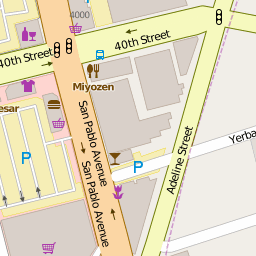 4000
40th Street
40th Street
Miyozen
esar
San Pablo Avenue
San Pablo Avenue
Adeline Street
Yerba
P
P